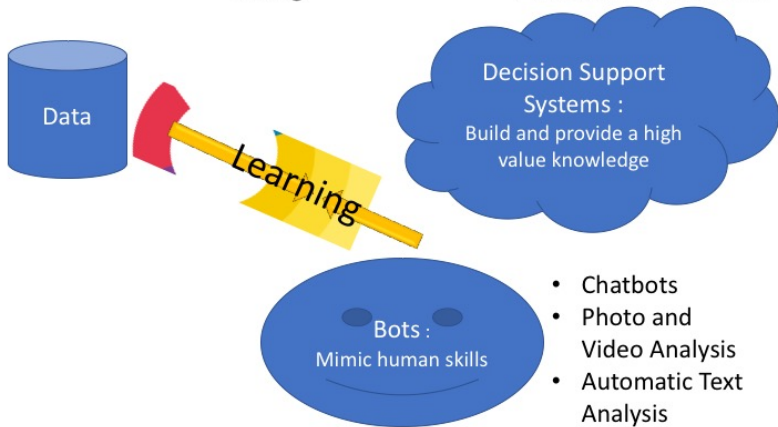 Data
Learning
Decision Support
Systems :
Build and provide a high
value knowledge
Bots :
Mimic human skills
• Chatbots
• Photo and
Video Analysis
• Automatic Text
Analysis